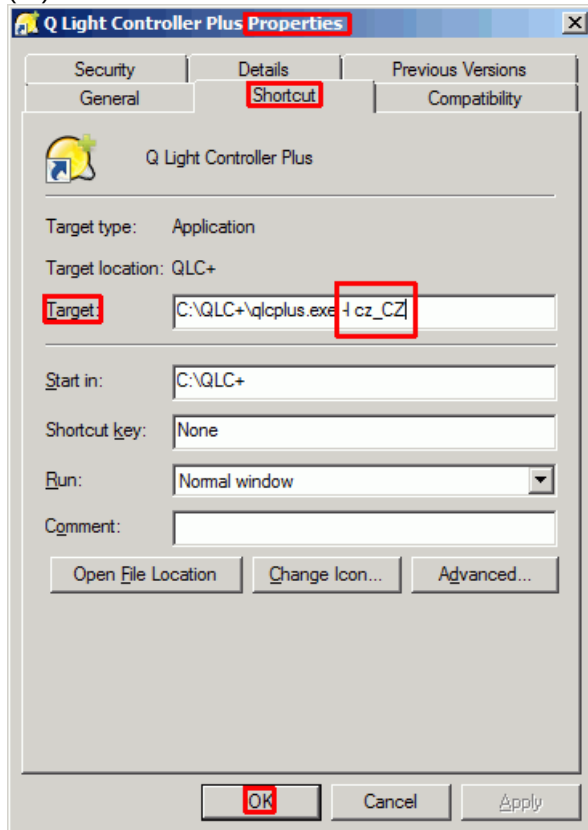 Q Light Controller Plus Properties
Security Details Previous Versions
General Shortcut Compatibility
Q Light Controller Plus
Target type: Application
Target location: QLC+
Target: C:\QLC+\qlcplus.exe -l cz_CZ
Start in: C:\QLC+
Shortcut key: None
Run: Normal window
Comment:
Open File Location Change Icon... Advanced...
OK Cancel Apply